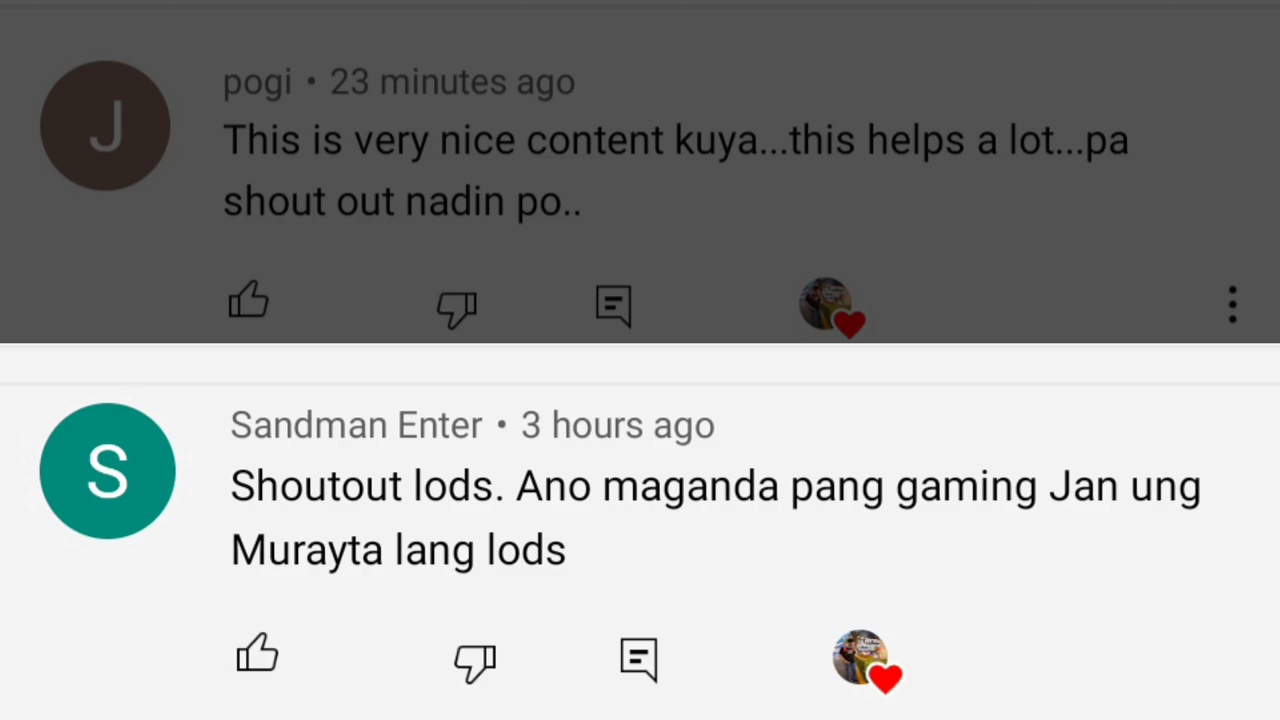 J
pogi • 23 minutes ago
This is very nice content kuya...this helps a lot...pa
shout out nadin po..
S
Sandman Enter • 3 hours ago
Shoutout lods. Ano maganda pang gaming Jan ung
Murayta lang lods